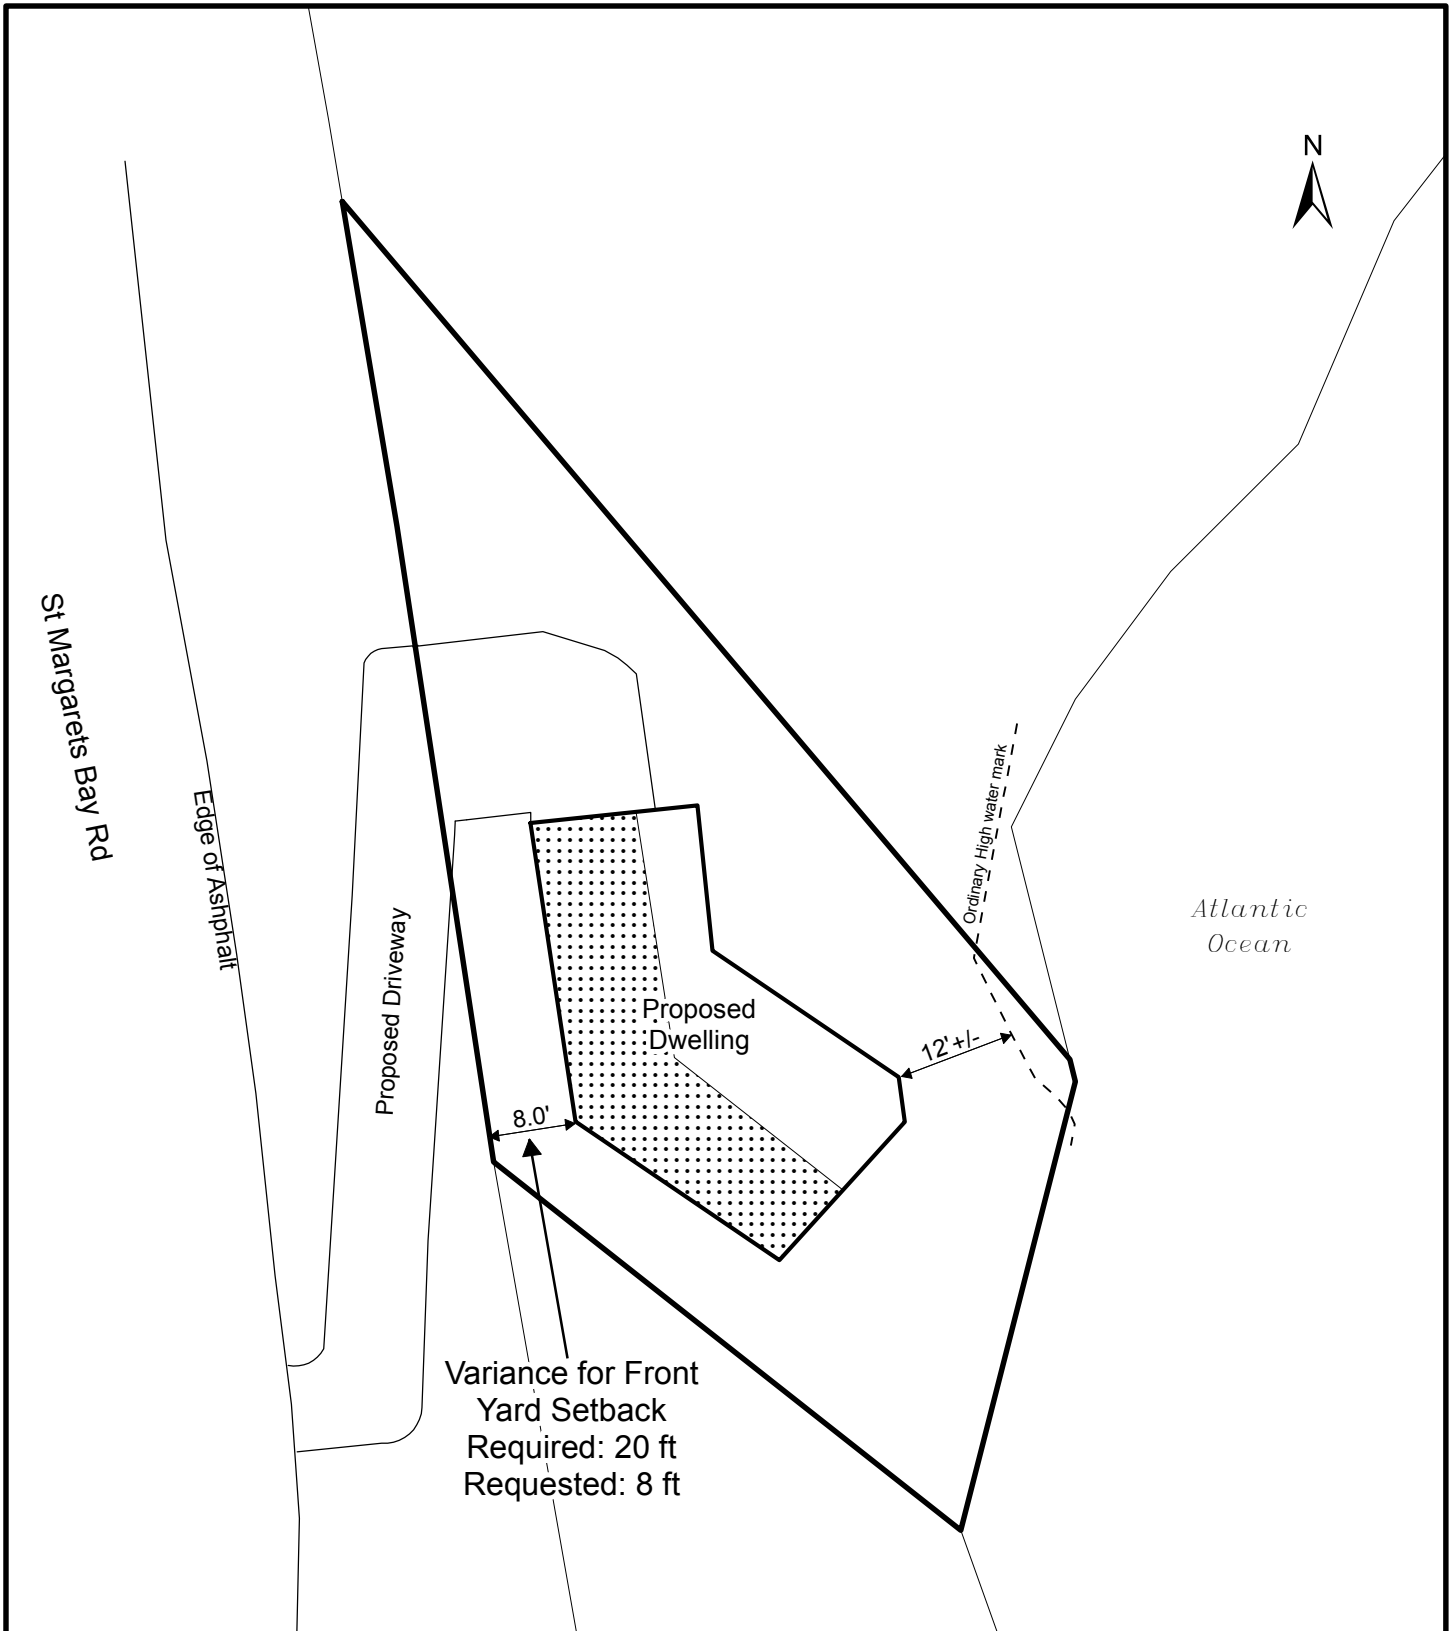 N
St Margarets Bay Rd
Edge of Ashphalt
Proposed Driveway
Ordinary High water mark
Atlantic
Ocean
Proposed
Dwelling
12'+/-
8.0'
Variance for Front
Yard Setback
Required: 20 ft
Requested: 8 ft